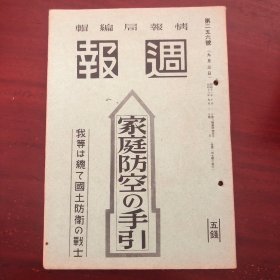 情報局編輯
週報
第二五六號
家庭防空の手引
我等は總て國土防衛の戰士
五錢